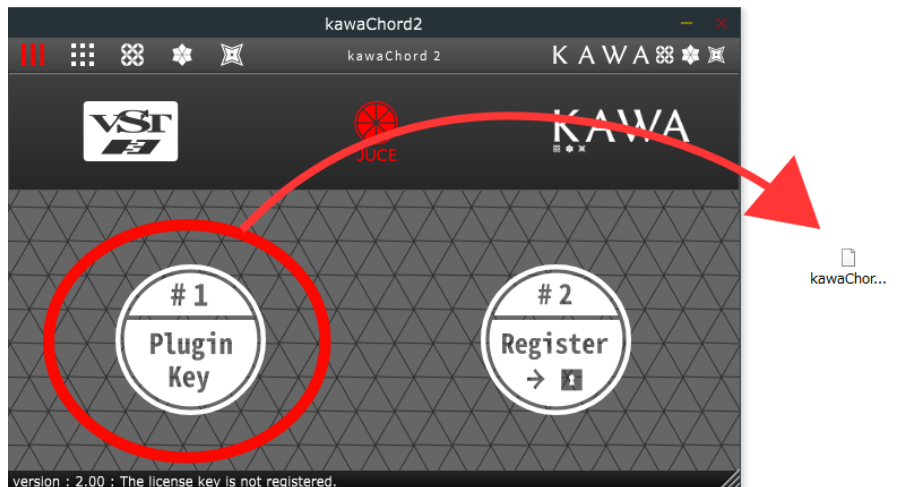 kawaChord2
kawaChord 2
KAWA
VST
3
JUCE
KAWA
#1
Plugin
Key
#2
Register
→
kawaChor...
version : 2.00 : The license key is not registered.